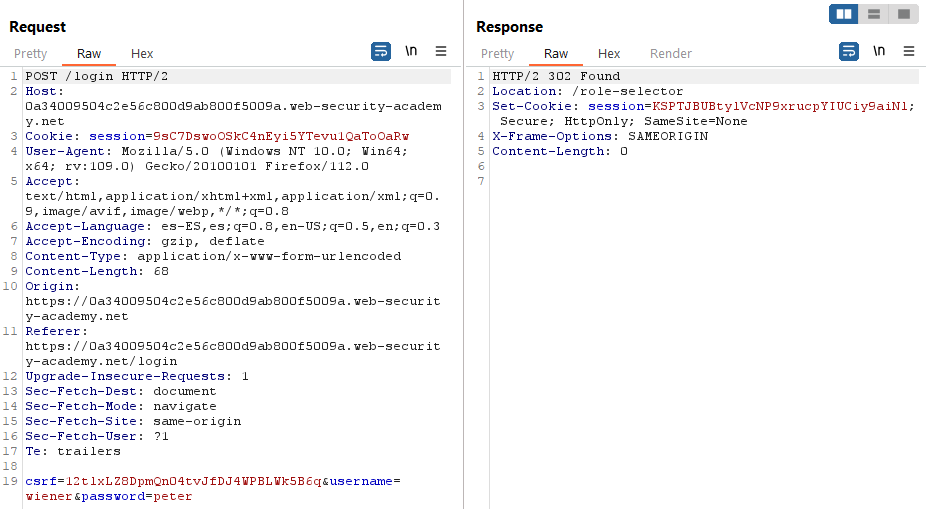 Request
Pretty Raw Hex
\n
1 POST /login HTTP/2
2 Host:
0a34009504c2e56c800d9ab800f5009a.web-security-academ
y.net
3 Cookie: session=9sC7DswoOSkC4nEyi5YTevu1QaToOaRw
4 User-Agent: Mozilla/5.0 (Windows NT 10.0; Win64;
x64; rv:109.0) Gecko/20100101 Firefox/112.0
5 Accept:
text/html,application/xhtml+xml,application/xml;q=0.
9,image/avif,image/webp,*/*;q=0.8
6 Accept-Language: es-ES,es;q=0.8,en-US;q=0.5,en;q=0.3
7 Accept-Encoding: gzip, deflate
8 Content-Type: application/x-www-form-urlencoded
9 Content-Length: 68
10 Origin:
https://0a34009504c2e56c800d9ab800f5009a.web-securit
y-academy.net
11 Referer:
https://0a34009504c2e56c800d9ab800f5009a.web-securit
y-academy.net/login
12 Upgrade-Insecure-Requests: 1
13 Sec-Fetch-Dest: document
14 Sec-Fetch-Mode: navigate
15 Sec-Fetch-Site: same-origin
16 Sec-Fetch-User: ?1
17 Te: trailers
18
19 csrf=12tlxLZ8DpmQnO4tvJfDJ4WPBLWk5B6q&username=
wiener&password=peter
Response
Pretty Raw Hex Render
\n
1 HTTP/2 302 Found
2 Location: /role-selector
3 Set-Cookie: session=KSPTJBUBtylVcNP9xrucpYIUCiy9aiNl;
Secure; HttpOnly; SameSite=None
4 X-Frame-Options: SAMEORIGIN
5 Content-Length: 0
6
7